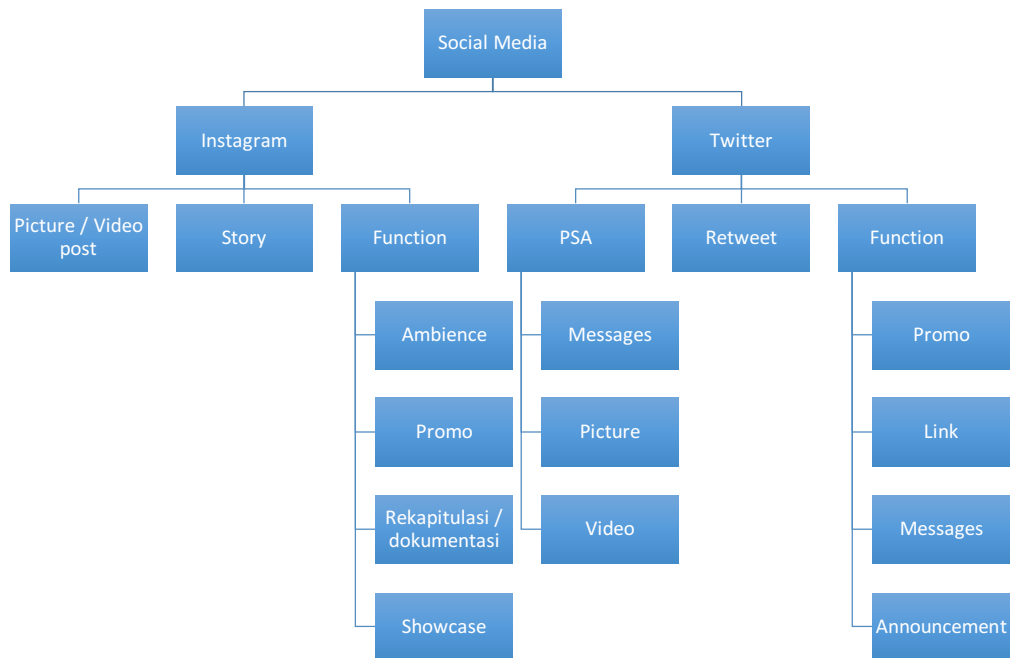 Social Media
Instagram
Twitter
Picture / Video
post
Story
Function
PSA
Retweet
Function
Ambience
Messages
Promo
Promo
Picture
Link
Rekapitulasi /
dokumentasi
Video
Messages
Showcase
Announcement